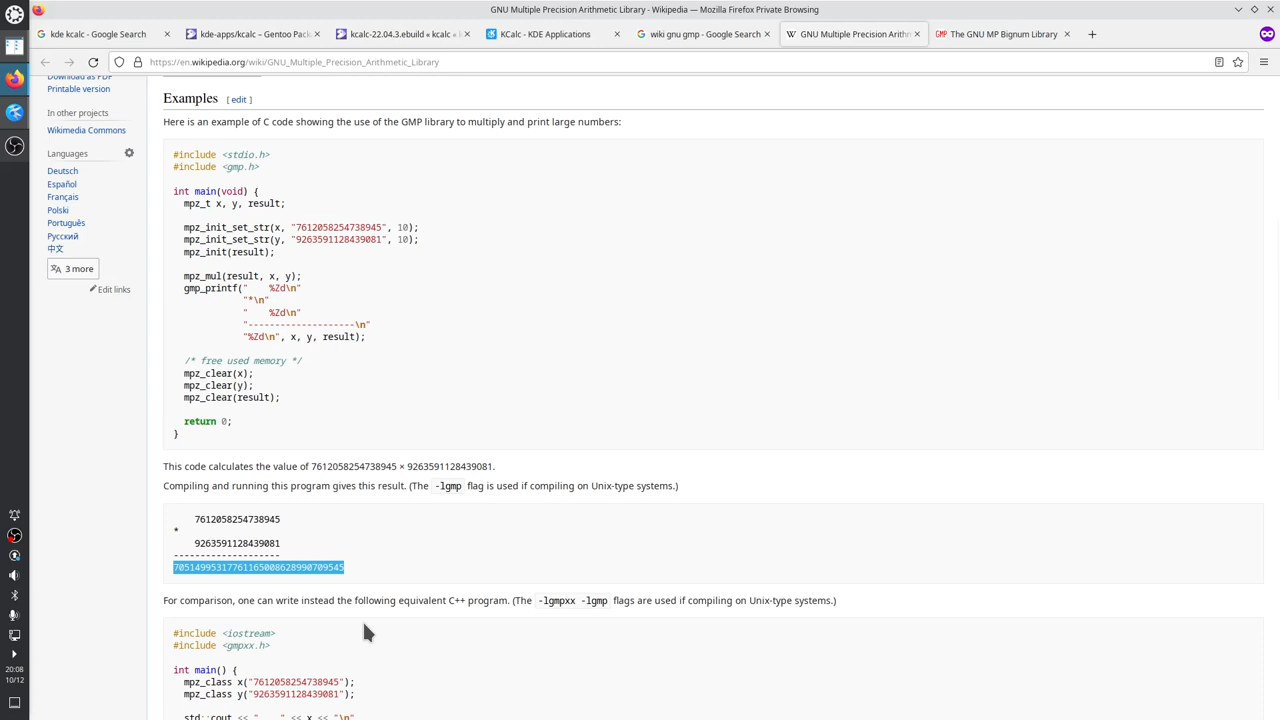 GNU Multiple Precision Arithmetic Library - Wikipedia — Mozilla Firefox Private Browsing
kde kcalc - Google Search
kde-apps/kcalc – Gentoo Pac
kcalc-22.04.3.ebuild « kcalc «
KCalc - KDE Applications
wiki gnu gmp - Google Search
GNU Multiple Precision Arithm
GMP The GNU MP Bignum Library
https://en.wikipedia.org/wiki/GNU_Multiple_Precision_Arithmetic_Library
Download as PDF
Printable version
In other projects
Wikimedia Commons
Languages
Deutsch
Español
Français
Polski
Português
Русский
中文
3 more
Edit links
Examples [ edit ]
Here is an example of C code showing the use of the GMP library to multiply and print large numbers:
#include <stdio.h>
#include <gmp.h>
int main(void) {
mpz_t x, y, result;
mpz_init_set_str(x, "7612058254738945", 10);
mpz_init_set_str(y, "9263591128439081", 10);
mpz_init(result);
mpz_mul(result, x, y);
gmp_printf("    %Zd\n"
"*\n"
"    %Zd\n"
"--------------------\n"
"%Zd\n", x, y, result);
/* free used memory */
mpz_clear(x);
mpz_clear(y);
mpz_clear(result);
return 0;
}
This code calculates the value of 7612058254738945 × 9263591128439081.
Compiling and running this program gives this result. (The -lgmp flag is used if compiling on Unix-type systems.)
7612058254738945
*
9263591128439081
--------------------
70514995317761165008628990709545
For comparison, one can write instead the following equivalent C++ program. (The -lgmpxx -lgmp flags are used if compiling on Unix-type systems.)
#include <iostream>
#include <gmpxx.h>
int main() {
mpz_class x("7612058254738945");
mpz_class y("9263591128439081");
std::cout << "    " << x << "\n"
20:08
10/12